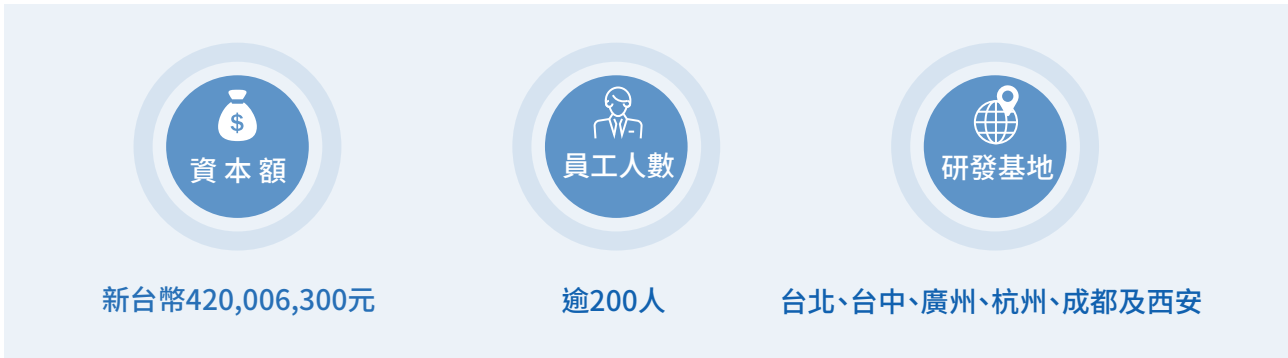 $
資本額
員工人數
研發基地
新台幣420,006,300元
逾200人
台北、台中、廣州、杭州、成都及西安